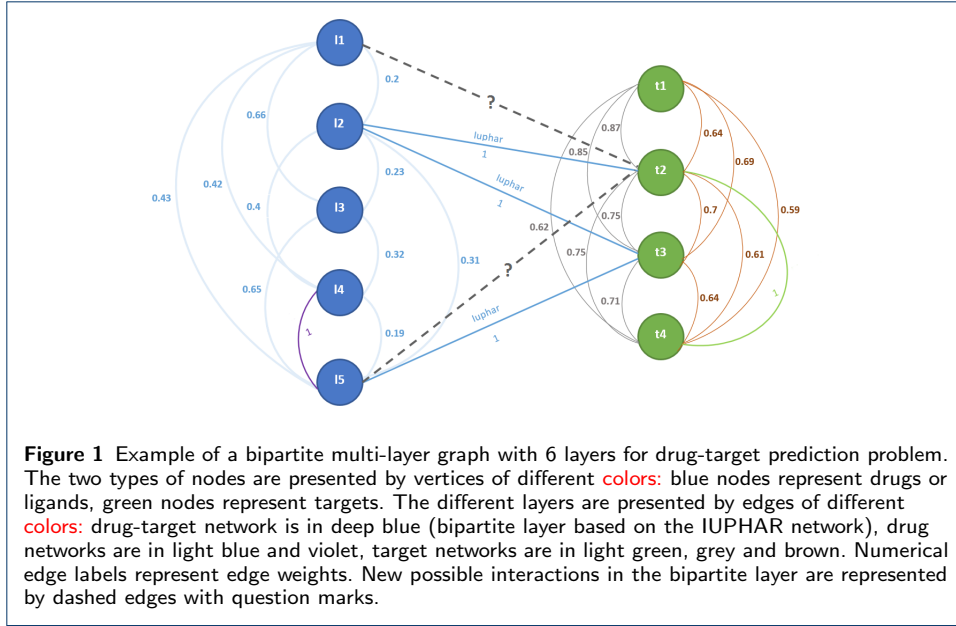 l1
0.2
?
t1
l2
Iuphar
1
0.87
0.64
0.66
0.85
0.69
0.43
0.42
0.23
Iuphar
1
t2
0.4
l3
0.75
0.7
0.59
0.62
0.32
0.31
0.75
t3
0.61
?
0.65
l4
Iuphar
1
0.71
0.64
1
1
0.19
t4
l5
Figure 1 Example of a bipartite multi-layer graph with 6 layers for drug-target prediction problem.
The two types of nodes are presented by vertices of different colors: blue nodes represent drugs or
ligands, green nodes represent targets. The different layers are presented by edges of different
colors: drug-target network is in deep blue (bipartite layer based on the IUPHAR network), drug
networks are in light blue and violet, target networks are in light green, grey and brown. Numerical
edge labels represent edge weights. New possible interactions in the bipartite layer are represented
by dashed edges with question marks.